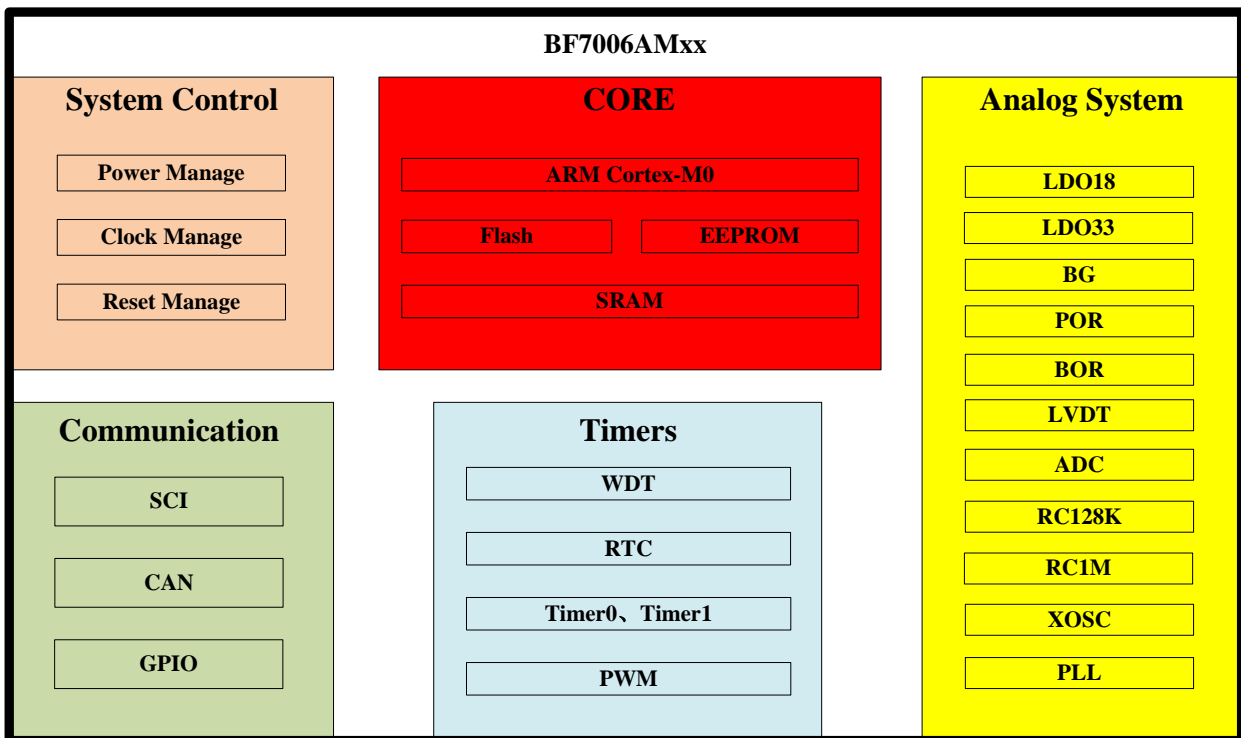 BF7006AMxx
System Control
Power Manage
Clock Manage
Reset Manage
CORE
ARM Cortex-M0
Flash
EEPROM
SRAM
Analog System
LDO18
LDO33
BG
POR
BOR
LVDT
ADC
RC128K
RC1M
XOSC
PLL
Communication
SCI
CAN
GPIO
Timers
WDT
RTC
Timer0、Timer1
PWM